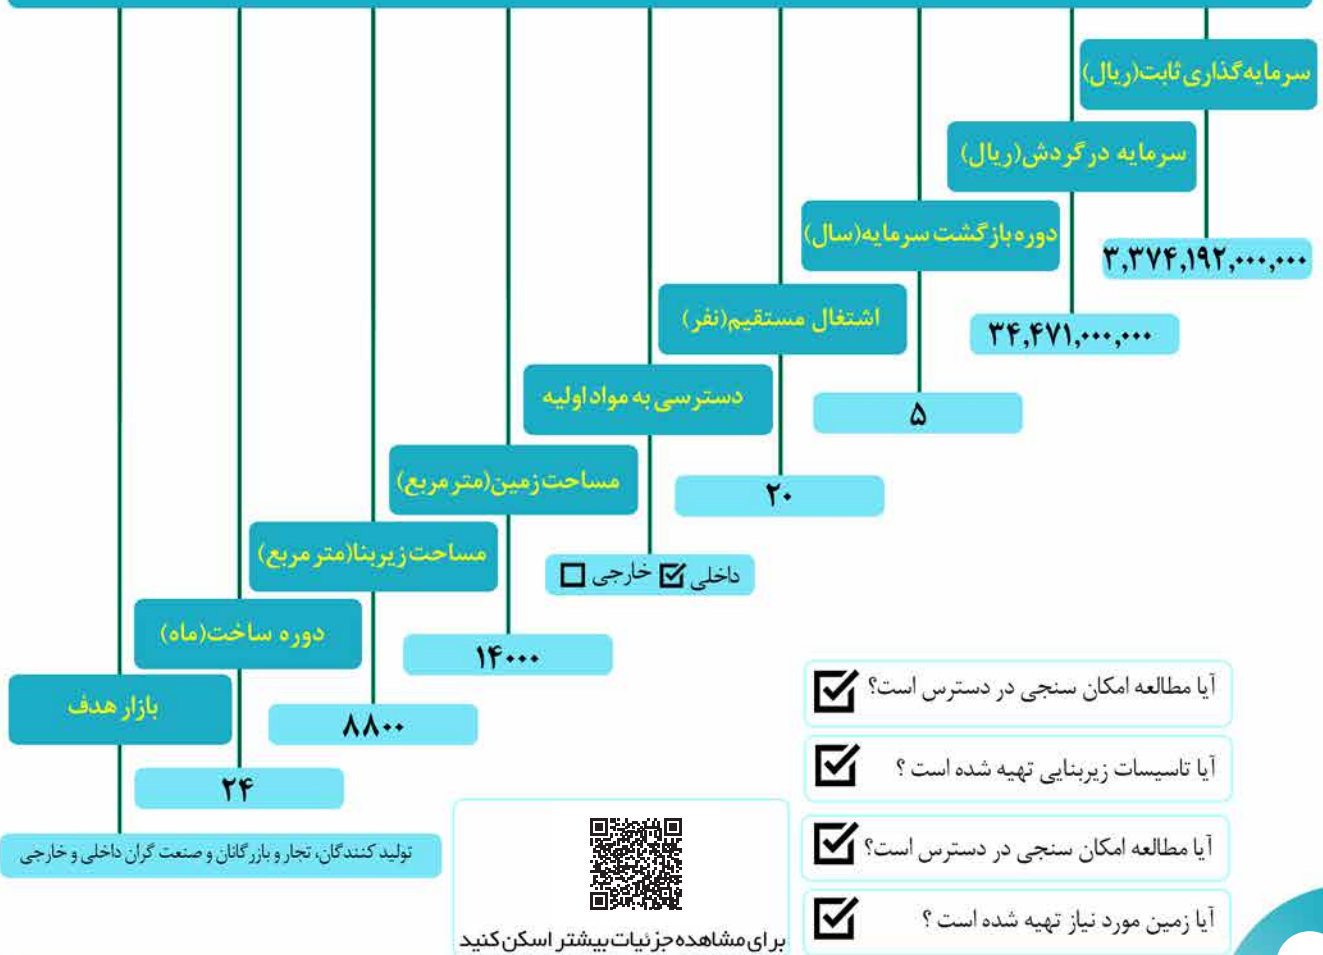 سرمایه‌گذاری ثابت(ریال)
۳,۳۷۴,۱۹۲,۰۰۰,۰۰۰
سرمایه در گردش(ریال)
۳۴,۴۷۱,۰۰۰,۰۰۰
دوره بازگشت سرمایه(سال)
۵
اشتغال مستقیم(نفر)
۲۰
دسترسی به مواد اولیه
داخلی ☑ خارجی ☐
مساحت زمین(متر مربع)
۱۴۰۰۰
مساحت زیربنا(متر مربع)
۸۸۰۰
دوره ساخت(ماه)
۲۴
بازار هدف
تولید کنندگان، تجار و بازرگانان و صنعت گران داخلی و خارجی
آیا مطالعه امکان سنجی در دسترس است؟ ☑
آیا تاسیسات زیربنایی تهیه شده است ؟ ☑
آیا مطالعه امکان سنجی در دسترس است؟ ☑
آیا زمین مورد نیاز تهیه شده است ؟ ☑
برای مشاهده جزئیات بیشتر اسکن کنید